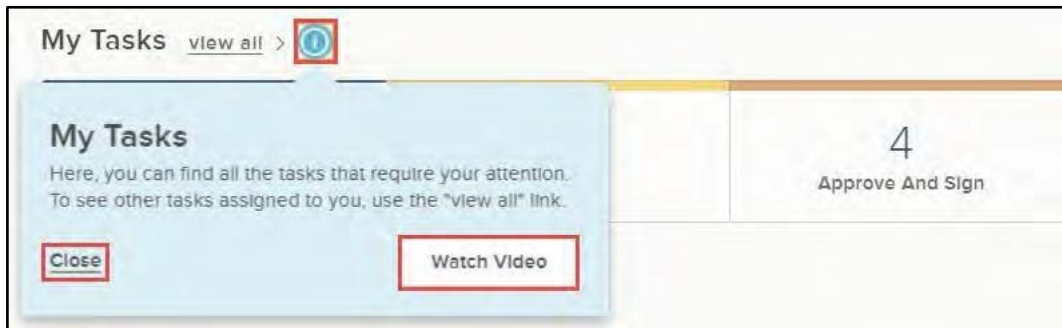 My Tasks view all >
My Tasks
Here, you can find all the tasks that require your attention.
To see other tasks assigned to you, use the "view all" link.
Close
Watch Video
4
Approve And Sign